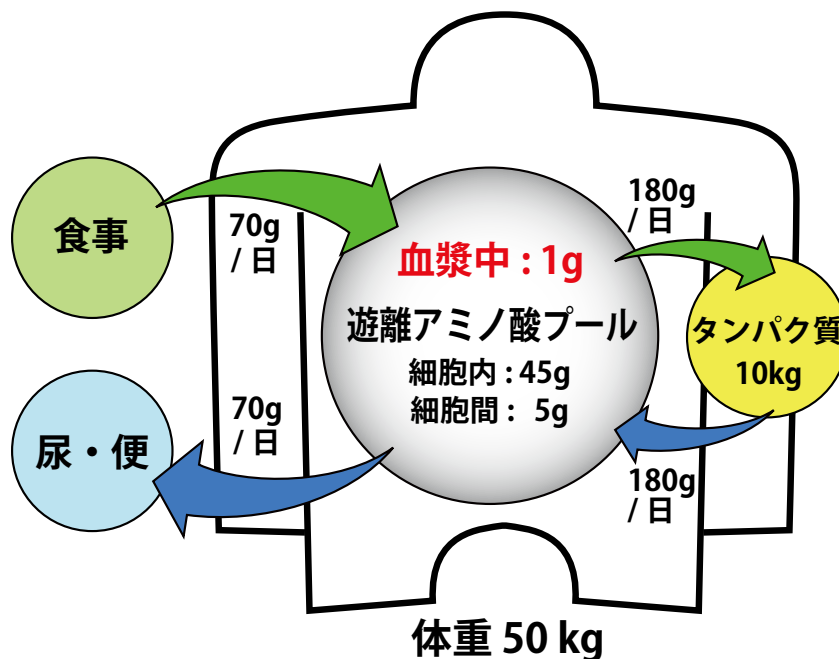 食事
70g
/ 日
血漿中 : 1g
遊離アミノ酸プール
細胞内 : 45g
細胞間 : 5g
180g
/ 日
タンパク質
10kg
尿・便
70g
/ 日
180g
/ 日
体重 50 kg